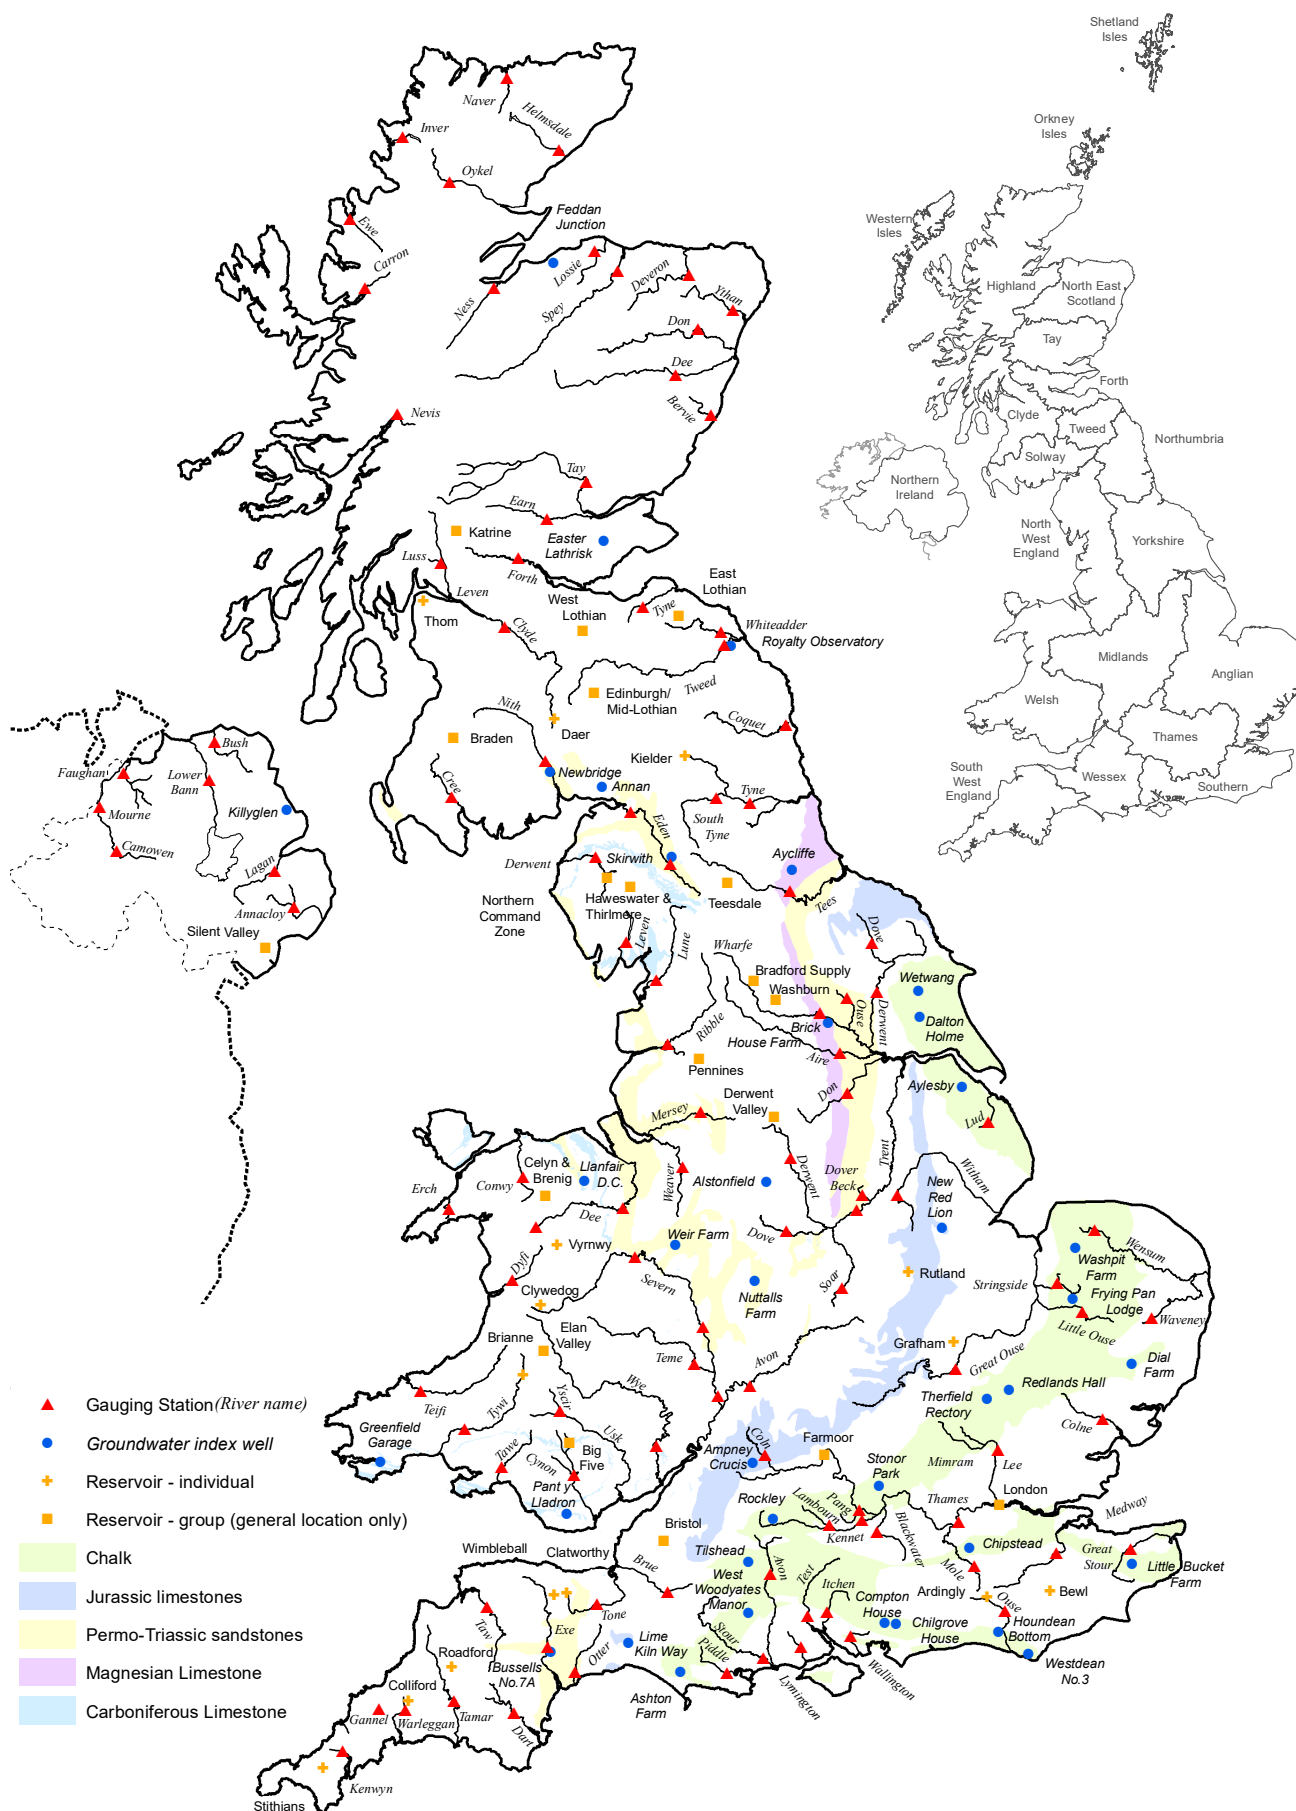 Shetland
Isles
Orkney
Isles
Western
Isles
Highland
North East
Scotland
Tay
Forth
Clyde
Tweed
Solway
Northumbria
Northern
Ireland
North
West
England
Yorkshire
Midlands
Anglian
Welsh
Thames
South
West
England
Wessex
Southern
Naver
Helmsdale
Inver
Oykel
Ewe
Carron
Feddan
Junction
Lossie
Ness
Spey
Deveron
Ythan
Don
Dee
Bervie
Nevis
Tay
Earn
Katrine
Easter
Lathrisk
Luss
Forth
Leven
East
Lothian
West
Lothian
Tyne
Thom
Clyde
Whiteadder
Royalty Observatory
Tweed
Edinburgh/
Mid-Lothian
Nith
Daer
Coquet
Braden
Kielder
Newbridge
Annan
Cree
Tyne
South
Tyne
Bush
Faughan
Lower
Bann
Mourne
Killyglen
Camowen
Lagan
Annacloy
Silent Valley
Eden
Derwent
Skirwith
Aycliffe
Haweswater &
Thirlmere
Teesdale
Tees
Northern
Command
Zone
Leven
Lune
Dove
Wharfe
Bradford Supply
Washburn
Wetwang
Ouse
Derwent
Dalton
Holme
Brick
House Farm
Ribble
Aire
Pennines
Don
Aylesby
Derwent
Valley
Mersey
Lud
Trent
Celyn &
Brenig
Llanfair
D.C.
Conwy
Erch
Weaver
Alstonfield
Derwent
Dover
Beck
New
Red
Lion
Witham
Dee
Vyrnwy
Weir Farm
Dove
Dyfi
Severn
Nuttalls
Farm
Soar
Rutland
Stringside
Washpit
Farm
Wensum
Frying Pan
Lodge
Waveney
Little Ouse
Clywedog
Elan
Valley
Brianne
Teme
Avon
Grafham
Great Ouse
Dial
Farm
Redlands Hall
Therfield
Rectory
Colne
Wye
Yscir
Usk
Teifi
Tywi
Greenfield
Garage
Tawe
Cynon
Big
Five
Pant y
Lladron
Ampney
Crucis
Coln
Farmoor
Stonor
Park
Mimram
Lee
London
Rockley
Lambourn
Pang
Kennet
Blackwater
Thames
Medway
Bristol
Tilshead
Chipstead
Great
Stour
Little Bucket
Farm
Mole
Wimbleball
Clatworthy
Brue
West
Woodyates
Manor
Avon
Test
Itchen
Compton
House
Ardingly
Bewl
Ouse
Houndean
Bottom
Chilgrove
House
Tone
Taw
Exe
Lime
Kiln Way
Stour
Piddle
Westdean
No.3
Wallington
Lymington
Otter
Roadford
Bussells
No.7A
Ashton
Farm
Colliford
Gannel
Warleggan
Tamar
Dart
Kenwyn
Stithians
Gauging Station (River name)
Groundwater index well
Reservoir - individual
Reservoir - group (general location only)
Chalk
Jurassic limestones
Permo-Triassic sandstones
Magnesian Limestone
Carboniferous Limestone